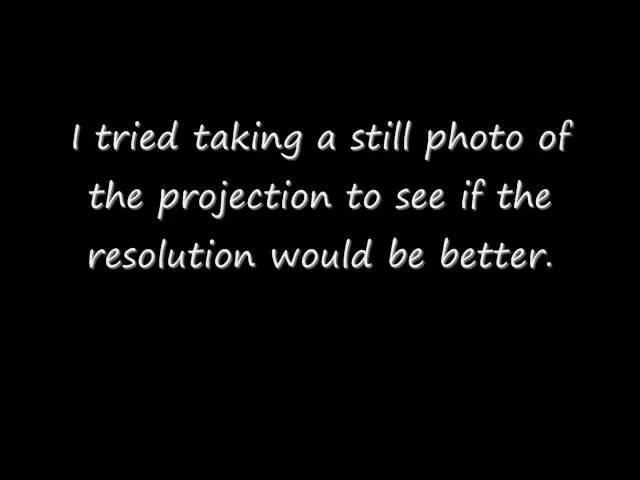 I tried taking a still photo of
the projection to see if the
resolution would be better.